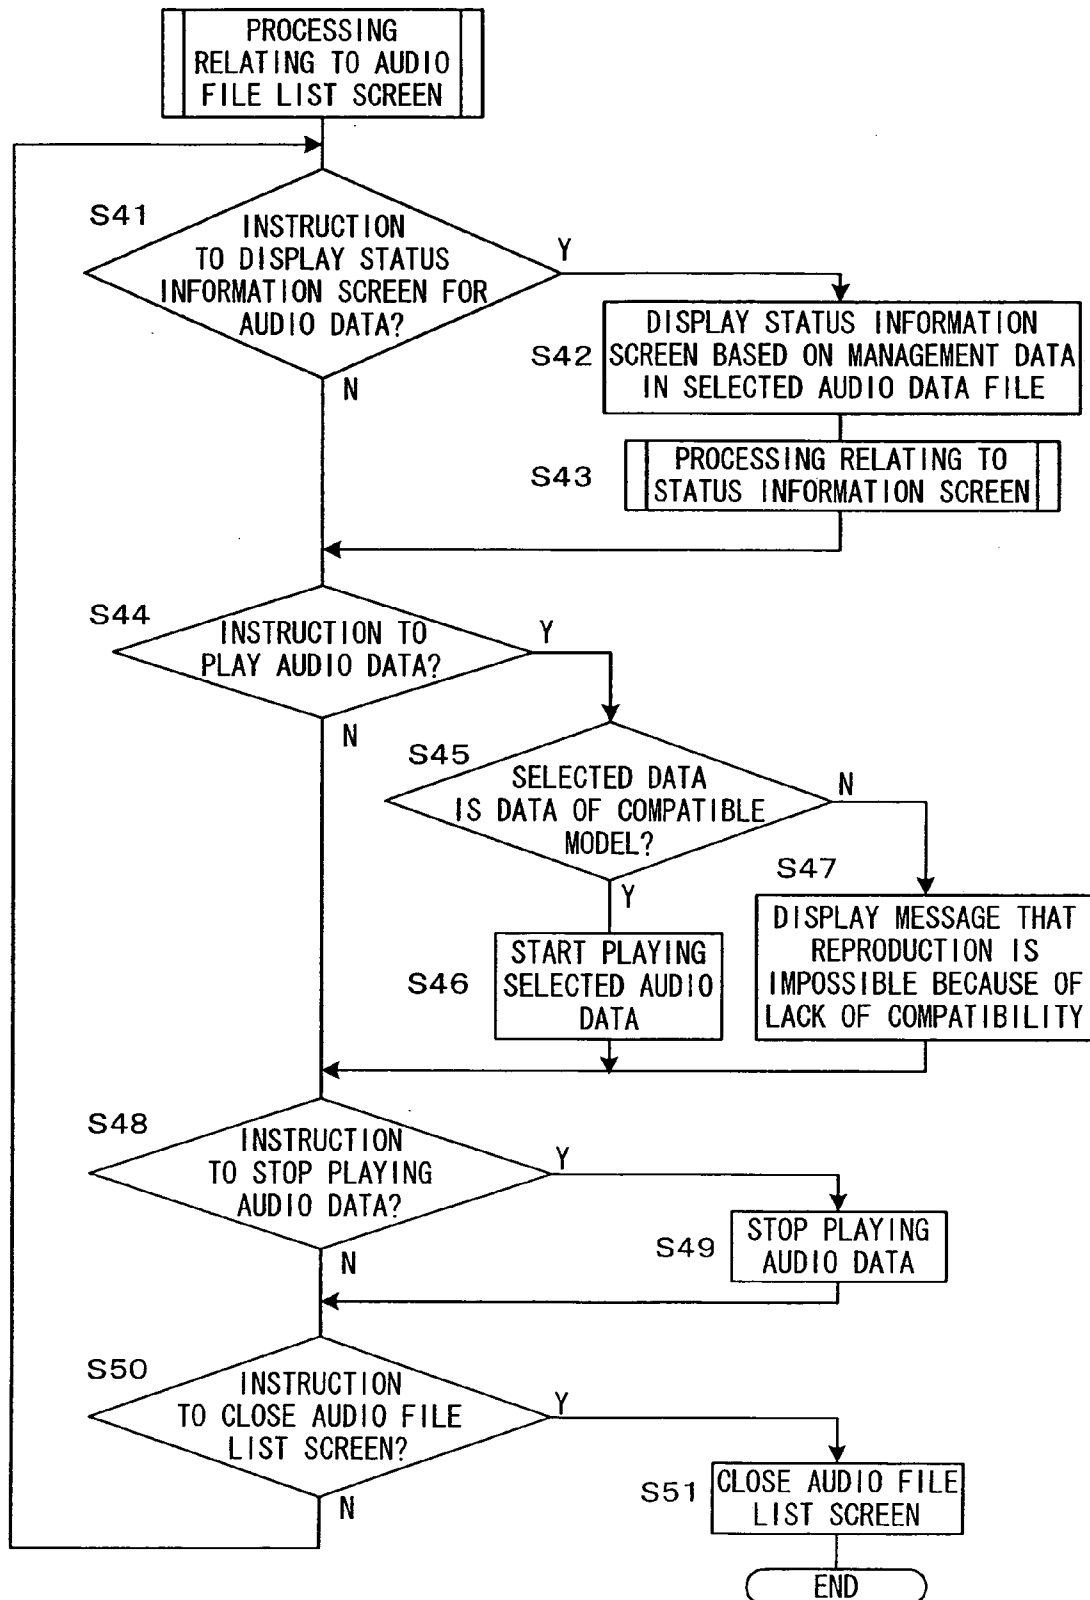 PROCESSING
RELATING TO AUDIO
FILE LIST SCREEN
S41
INSTRUCTION
TO DISPLAY STATUS
INFORMATION SCREEN FOR
AUDIO DATA?
Y
N
S42
DISPLAY STATUS INFORMATION
SCREEN BASED ON MANAGEMENT DATA
IN SELECTED AUDIO DATA FILE
S43
PROCESSING RELATING TO
STATUS INFORMATION SCREEN
S44
INSTRUCTION TO
PLAY AUDIO DATA?
Y
N
S45
SELECTED DATA
IS DATA OF COMPATIBLE
MODEL?
N
Y
S46
START PLAYING
SELECTED AUDIO
DATA
S47
DISPLAY MESSAGE THAT
REPRODUCTION IS
IMPOSSIBLE BECAUSE OF
LACK OF COMPATIBILITY
S48
INSTRUCTION
TO STOP PLAYING
AUDIO DATA?
Y
N
S49
STOP PLAYING
AUDIO DATA
S50
INSTRUCTION
TO CLOSE AUDIO FILE
LIST SCREEN?
Y
N
S51
CLOSE AUDIO FILE
LIST SCREEN
END